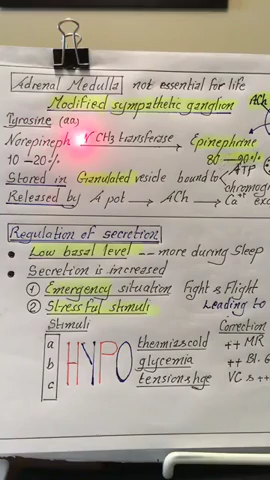 Adrenal Medulla not essential for life
Modified sympathetic ganglion ACh
Tyrosine (aa)
Norepineph CH3 transferase Epinephrine
10 - 20% 80 - 90%
Stored in Granulated vesicle bound to ATP
chromog
Released by A pot → ACh → Ca++ exo
Regulation of secretion
Low basal level -- more during sleep
Secretion is increased
① Emergency situation Fight & Flight
② Stressful stimuli Leading to
Stimuli Correction
a HYPO thermia & cold ++ MR
b glycemia ++ Bl. G
c tension & hge VC & ++